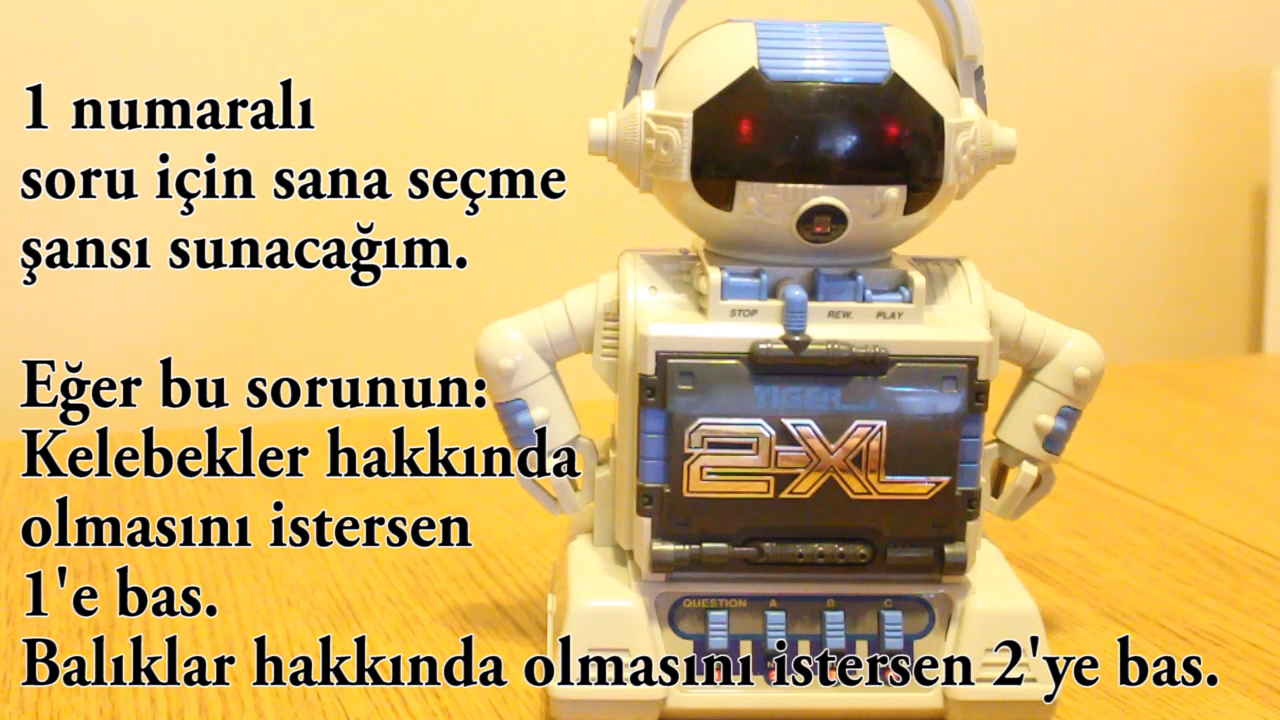 1 numaralı
soru için sana seçme
şansı sunacağım.
Eğer bu sorunun:
Kelebekler hakkında
olmasını istersen
1'e bas.
Balıklar hakkında olmasını istersen 2'ye bas.
STOP REW. PLAY
TIGER
2-XL
QUESTION A B C